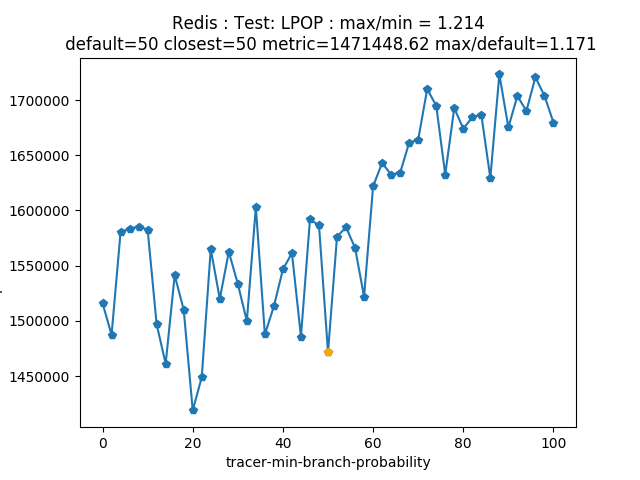 Redis : Test: LPOP : max/min = 1.214
default=50 closest=50 metric=1471448.62 max/default=1.171
1700000
1650000
1600000
1550000
1500000
1450000
0 20 40 60 80 100
tracer-min-branch-probability